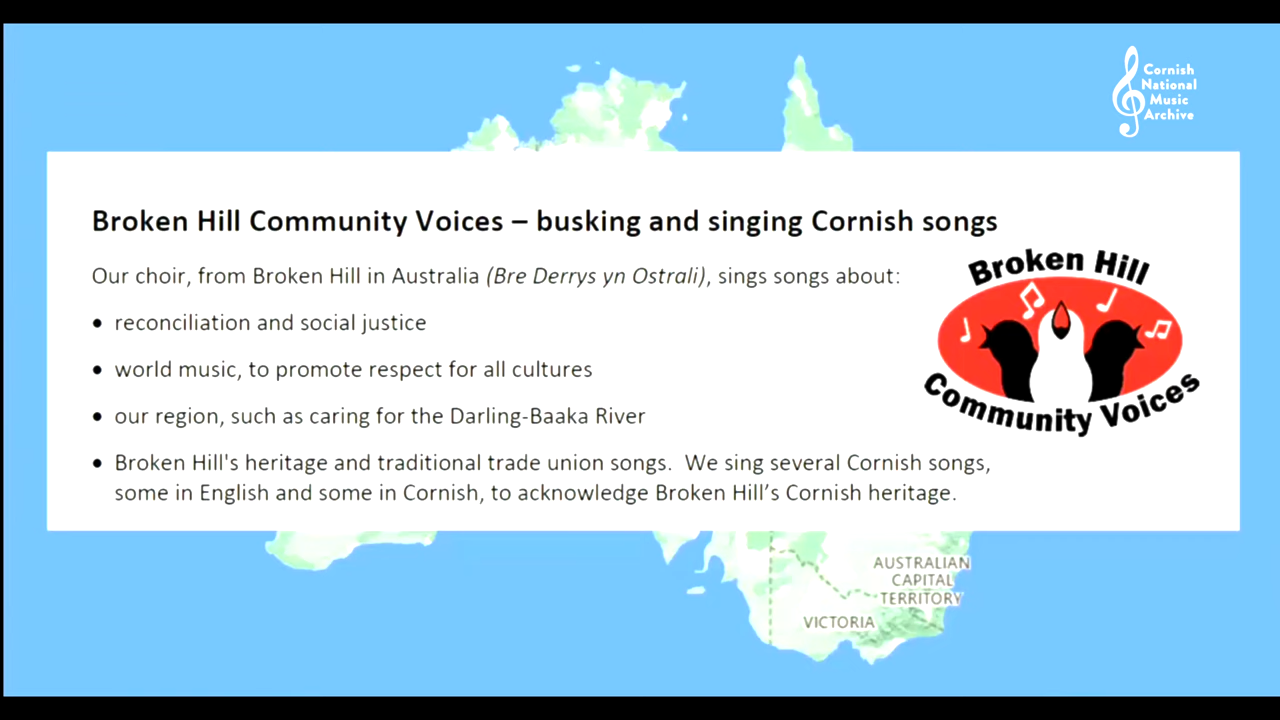 Cornish
National
Music
Archive
Broken Hill Community Voices – busking and singing Cornish songs
Our choir, from Broken Hill in Australia (Bre Derrys yn Ostrali), sings songs about:
• reconciliation and social justice
• world music, to promote respect for all cultures
• our region, such as caring for the Darling-Baaka River
• Broken Hill's heritage and traditional trade union songs.  We sing several Cornish songs,
some in English and some in Cornish, to acknowledge Broken Hill’s Cornish heritage.
Broken Hill
Community Voices
AUSTRALIAN
CAPITAL
TERRITORY
VICTORIA